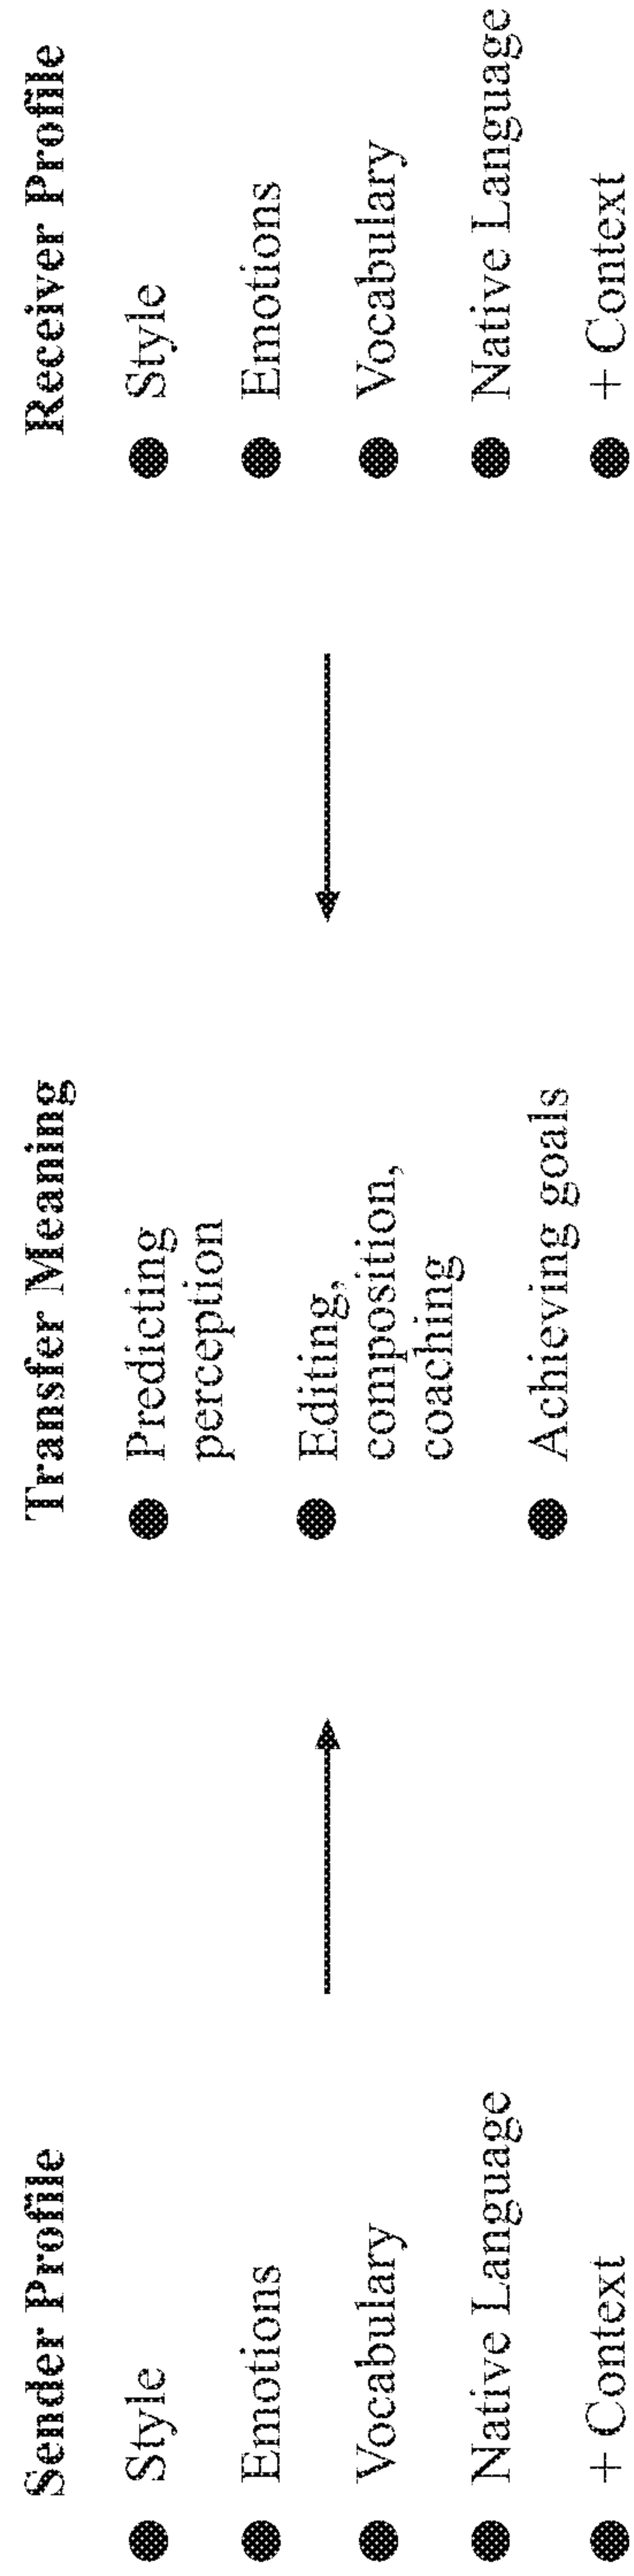 Sender Profile
Style
Emotions
Vocabulary
Native Language
+ Context
Transfer Meaning
Predicting
perception
Editing,
composition,
coaching
Achieving goals
Receiver Profile
Style
Emotions
Vocabulary
Native Language
+ Context